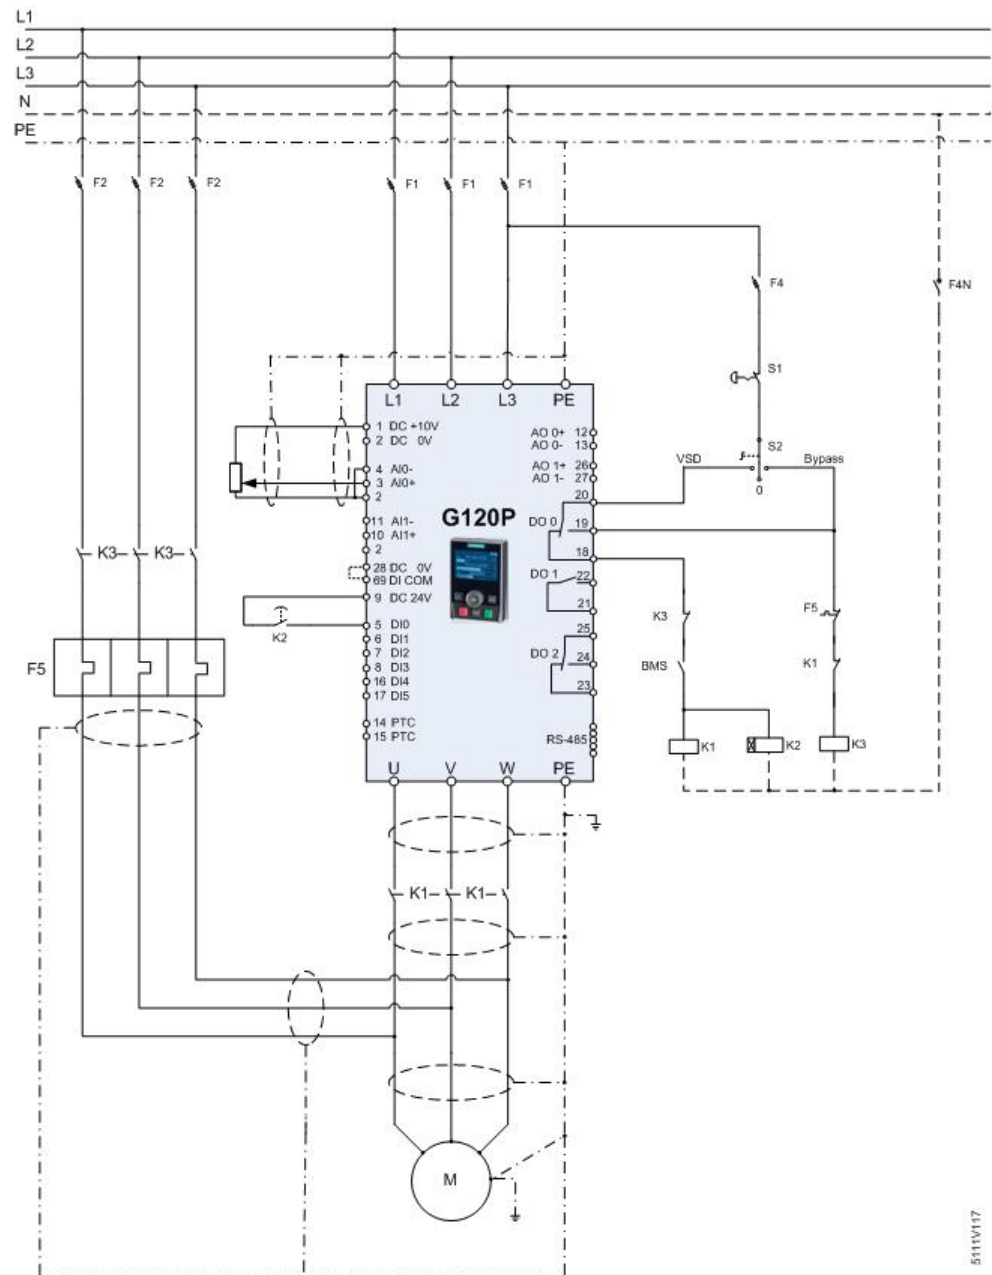 L1
L2
L3
N
PE
F2 F2 F2 F1 F1 F1
F4 F4N
S1
S2
VSD Bypass
0
L1 L2 L3 PE
1 DC +10V
2 DC 0V
4 AI0-
3 AI0+
2
11 AI1-
10 AI1+
2
28 DC 0V
69 DI COM
9 DC 24V
5 DI0
6 DI1
7 DI2
8 DI3
16 DI4
17 DI5
14 PTC
15 PTC
G120P
AO 0+ 12
AO 0- 13
AO 1+ 26
AO 1- 27
20
DO 0 19
18
DO 1 22
21
25
DO 2 24
23
RS-485
U V W PE
K3 K3
K2
F5
K3 F5
BMS K1
K1 K2 K3
K1 K1
M
5111V117